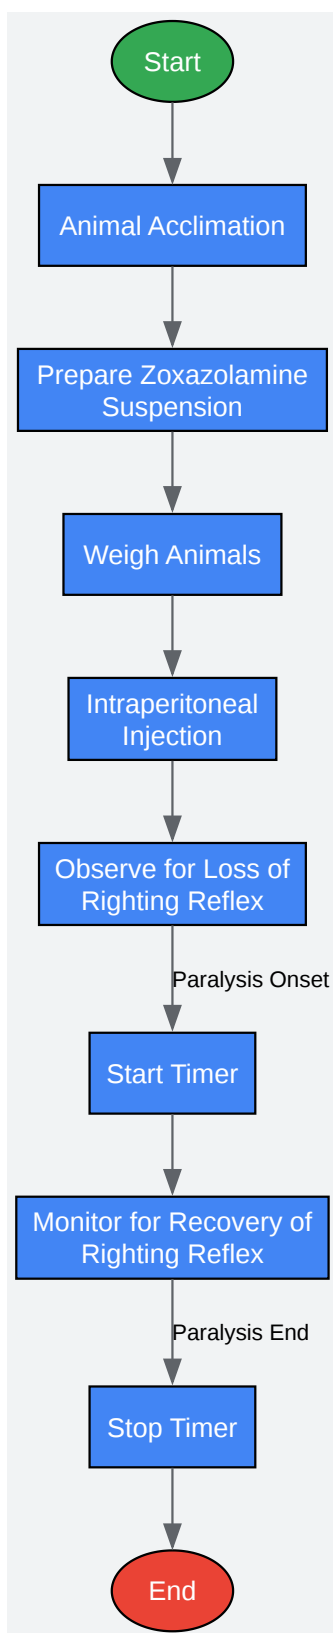 Start
Animal Acclimation
Prepare Zoxazolamine
Suspension
Weigh Animals
Intraperitoneal
Injection
Observe for Loss of
Righting Reflex
Paralysis Onset
Start Timer
Monitor for Recovery of
Righting Reflex
Paralysis End
Stop Timer
End